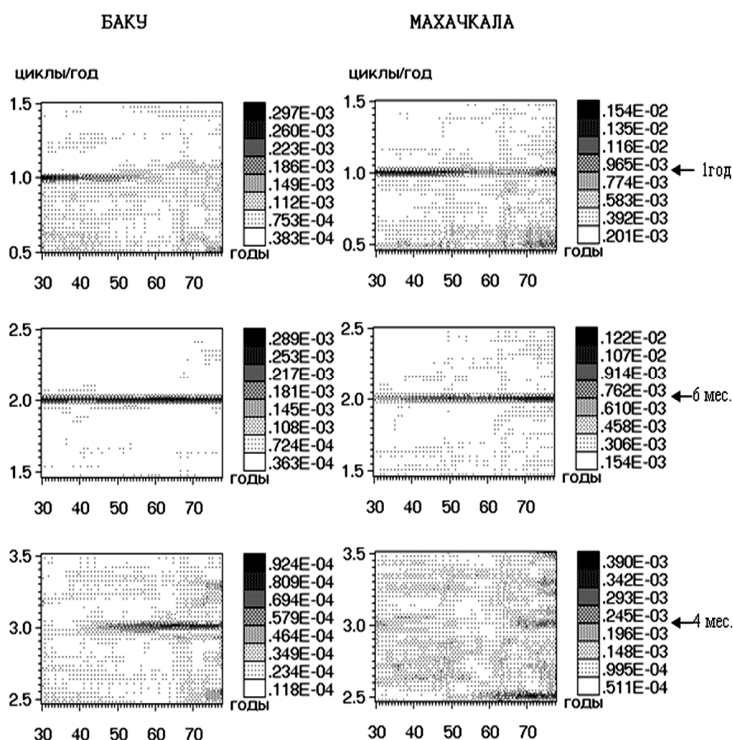 БАКУ
МАХАЧКАЛА
циклы/год
циклы/год
1.5
1.0
0.5
30 40 50 60 70
.297E-03
.260E-03
.223E-03
.186E-03
.149E-03
.112E-03
.753E-04
.383E-04
годы
1.5
1.0
0.5
30 40 50 60 70
.154E-02
.135E-02
.116E-02
.965E-03
.774E-03
.583E-03
.392E-03
.201E-03
годы
1год
2.5
2.0
1.5
30 40 50 60 70
.289E-03
.253E-03
.217E-03
.181E-03
.145E-03
.108E-03
.724E-04
.363E-04
годы
2.5
2.0
1.5
30 40 50 60 70
.122E-02
.107E-02
.914E-03
.762E-03
.610E-03
.458E-03
.306E-03
.154E-03
годы
6 мес.
3.5
3.0
2.5
30 40 50 60 70
.924E-04
.809E-04
.694E-04
.579E-04
.464E-04
.349E-04
.234E-04
.118E-04
годы
3.5
3.0
2.5
30 40 50 60 70
.390E-03
.342E-03
.293E-03
.245E-03
.196E-03
.148E-03
.995E-04
.511E-04
годы
4 мес.